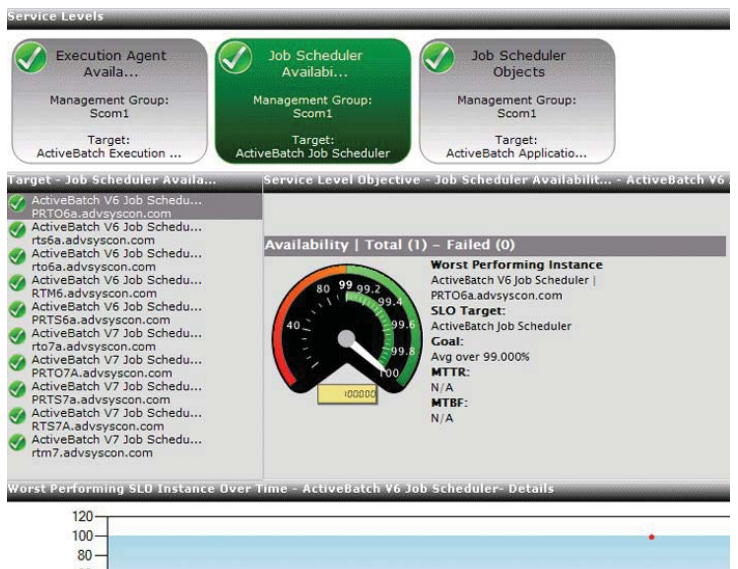 Service Levels
Execution Agent
Availa...
Management Group:
Scom1
Target:
ActiveBatch Execution ...
Job Scheduler
Availabi...
Management Group:
Scom1
Target:
ActiveBatch Job Scheduler
Job Scheduler
Objects
Management Group:
Scom1
Target:
ActiveBatch Applicatio...
Target - Job Scheduler Availa...
ActiveBatch V6 Job Schedu...
PRTO6a.advsyscon.com
ActiveBatch V6 Job Schedu...
rts6a.advsyscon.com
ActiveBatch V6 Job Schedu...
rto6a.advsyscon.com
ActiveBatch V6 Job Schedu...
RTM6.advsyscon.com
ActiveBatch V6 Job Schedu...
PRTS6a.advsyscon.com
ActiveBatch V7 Job Schedu...
rto7a.advsyscon.com
ActiveBatch V7 Job Schedu...
PRTO7A.advsyscon.com
ActiveBatch V7 Job Schedu...
PRTS7a.advsyscon.com
ActiveBatch V7 Job Schedu...
RTS7A.advsyscon.com
ActiveBatch V7 Job Schedu...
rtm7.advsyscon.com
Service Level Objective - Job Scheduler Availabilit... - ActiveBatch V6
Availability | Total (1) - Failed (0)
40
80
99
99.2
99.4
99.6
99.8
100
100000
Worst Performing Instance
ActiveBatch V6 Job Scheduler |
PRTO6a.advsyscon.com
SLO Target:
ActiveBatch Job Scheduler
Goal:
Avg over 99.000%
MTTR:
N/A
MTBF:
N/A
Worst Performing SLO Instance Over Time - ActiveBatch V6 Job Scheduler- Details
120
100
80